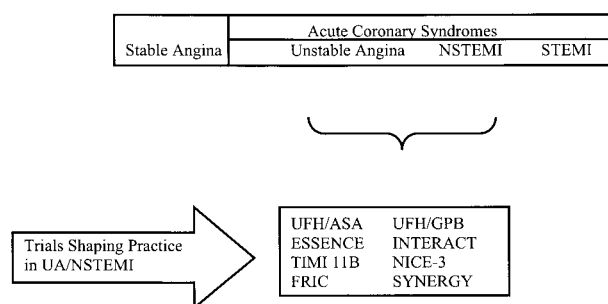 Acute Coronary Syndromes
Stable Angina Unstable Angina NSTEMI STEMI
Trials Shaping Practice
in UA/NSTEMI
UFH/ASA UFH/GPB
ESSENCE INTERACT
TIMI 11B NICE-3
FRIC SYNERGY